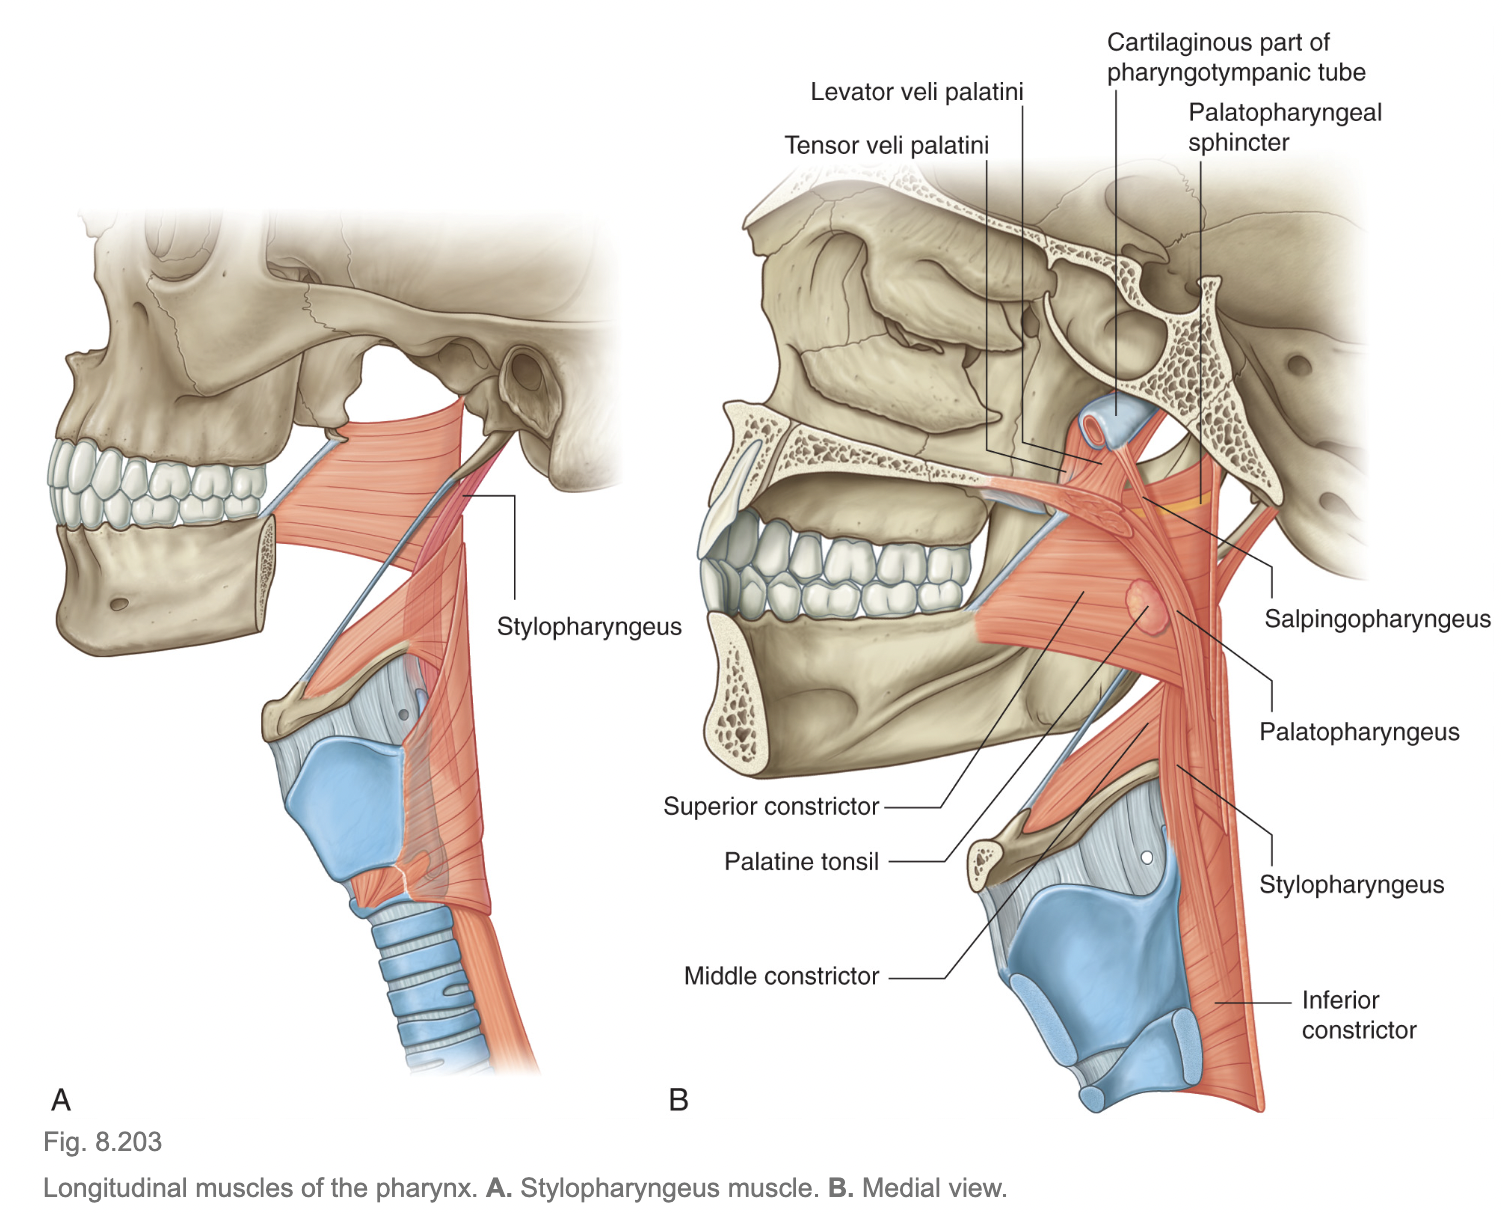 Cartilaginous part of
pharyngotympanic tube
Levator veli palatini
Palatopharyngeal
sphincter
Tensor veli palatini
Stylopharyngeus
Salpingopharyngeus
Palatopharyngeus
Superior constrictor
Palatine tonsil
Stylopharyngeus
Middle constrictor
Inferior
constrictor
A
B
Fig. 8.203
Longitudinal muscles of the pharynx. A. Stylopharyngeus muscle. B. Medial view.